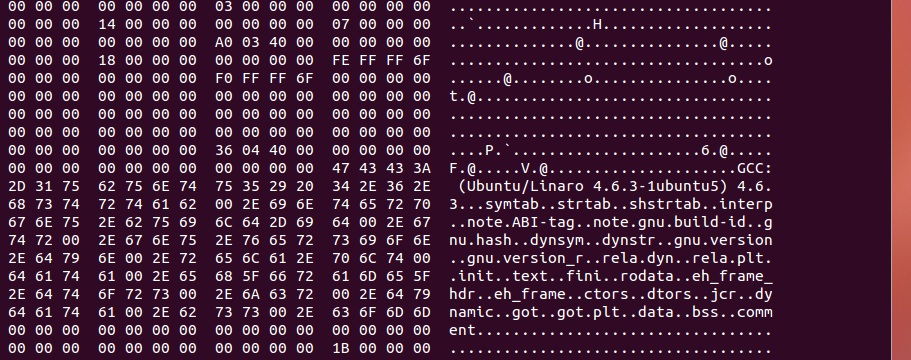 00 00 00 00 00 00 00 03 00 00 00 00 00 00 00 ...................................
00 00 00 14 00 00 00 00 00 00 00 07 00 00 00 ..`.............H..................
00 00 00 00 00 00 00 A0 03 40 00 00 00 00 00 ..............@...............@.....
00 00 00 18 00 00 00 00 00 00 00 FE FF FF 6F ..................................o
00 00 00 00 00 00 00 F0 FF FF 6F 00 00 00 00 ......@........o...............o....
00 00 00 00 00 00 00 00 00 00 00 00 00 00 00 t.@................................
00 00 00 00 00 00 00 00 00 00 00 00 00 00 00 ...................................
00 00 00 00 00 00 00 00 00 00 00 00 00 00 00 ...................................
00 00 00 00 00 00 00 36 04 40 00 00 00 00 00 ....P.`.....................6.@.....
00 00 00 00 00 00 00 00 00 00 00 47 43 43 3A F.@.....V.@.....................GCC:
2D 31 75 62 75 6E 74 75 35 29 20 34 2E 36 2E (Ubuntu/Linaro 4.6.3-1ubuntu5) 4.6.
68 73 74 72 74 61 62 00 2E 69 6E 74 65 72 70 3...symtab..strtab..shstrtab..interp
67 6E 75 2E 62 75 69 6C 64 2D 69 64 00 2E 67 ..note.ABI-tag..note.gnu.build-id..g
74 72 00 2E 67 6E 75 2E 76 65 72 73 69 6F 6E nu.hash..dynsym..dynstr..gnu.version
2E 64 79 6E 00 2E 72 65 6C 61 2E 70 6C 74 00 ..gnu.version_r..rela.dyn..rela.plt.
64 61 74 61 00 2E 65 68 5F 66 72 61 6D 65 5F .init..text..fini..rodata..eh_frame_
2E 64 74 6F 72 73 00 2E 6A 63 72 00 2E 64 79 hdr..eh_frame..ctors..dtors..jcr..dy
64 61 74 61 00 2E 62 73 73 00 2E 63 6F 6D 6D namic..got..got.plt..data..bss..comm
00 00 00 00 00 00 00 00 00 00 00 00 00 00 00 ent................................
00 00 00 00 00 00 00 00 00 00 00 1B 00 00 00 ...................................